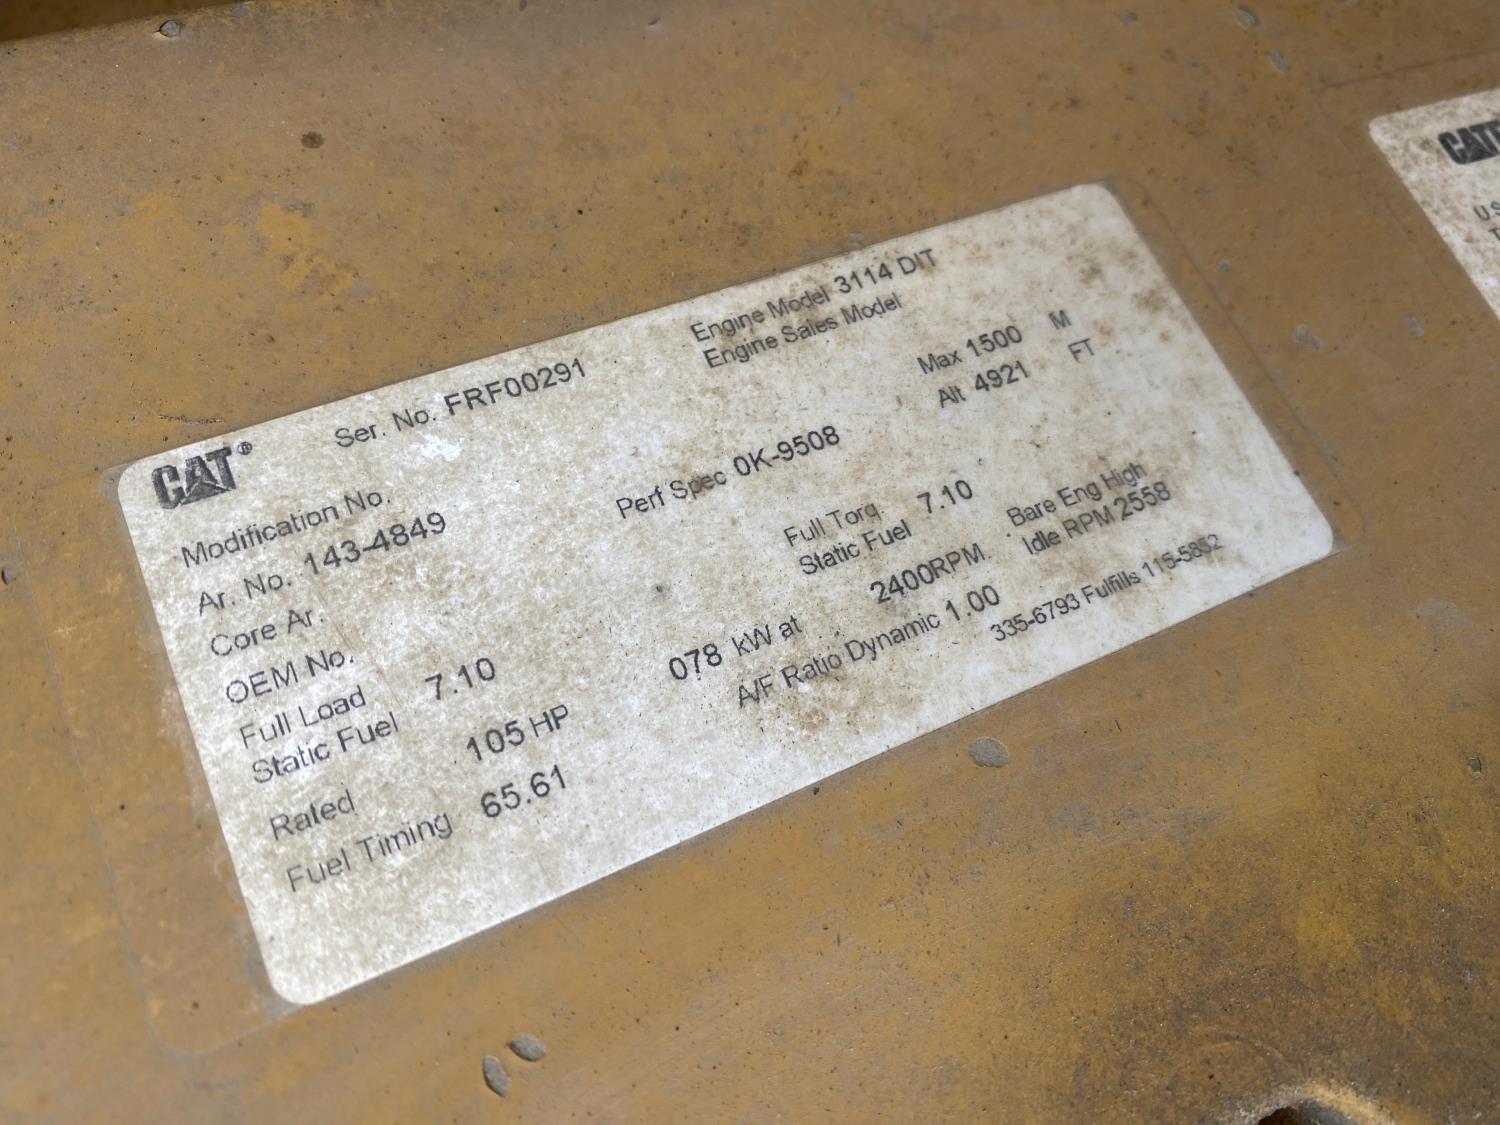 CAT®
Ser. No. FRF00291
Engine Model 3114 DIT
Engine Sales Model
Modification No.
Ar. No. 143-4849
Perf Spec 0K-9508
Max 1500 M
Alt 4921 FT
Core Ar.
OEM No.
Full Load
Static Fuel 7.10
Full Torq
Static Fuel 7.10
Bare Eng High
Idle RPM 2558
Rated 105 HP 078 kW at 2400RPM.
Fuel Timing 65.61 A/F Ratio Dynamic 1.00
335-6793 Fulfills 115-5852
U.S